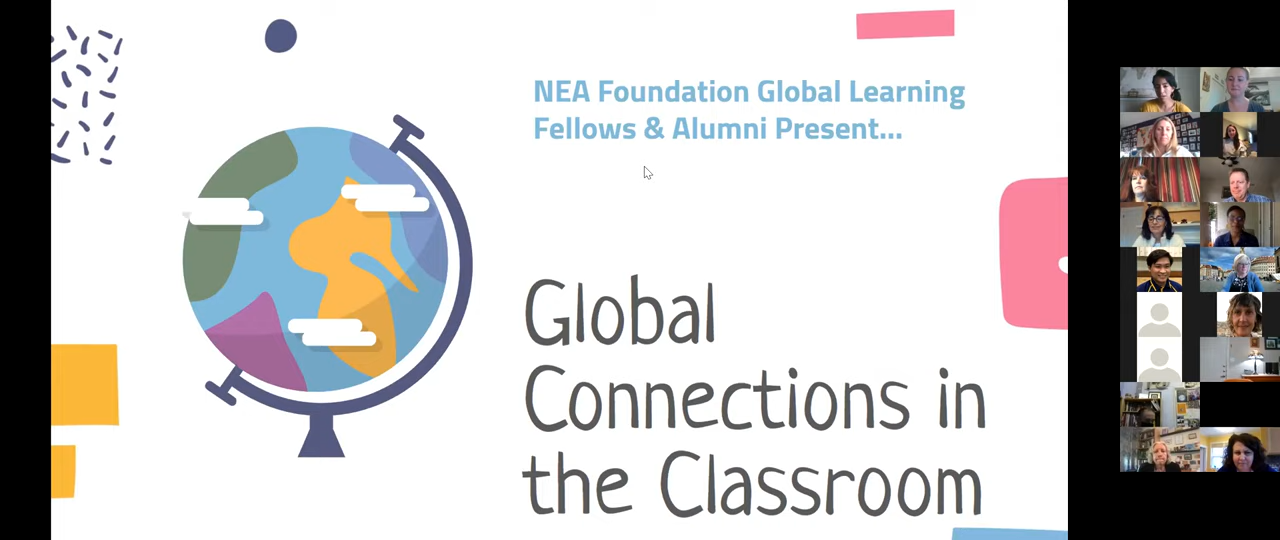 NEA Foundation Global Learning
Fellows & Alumni Present...
Global
Connections in
the Classroom